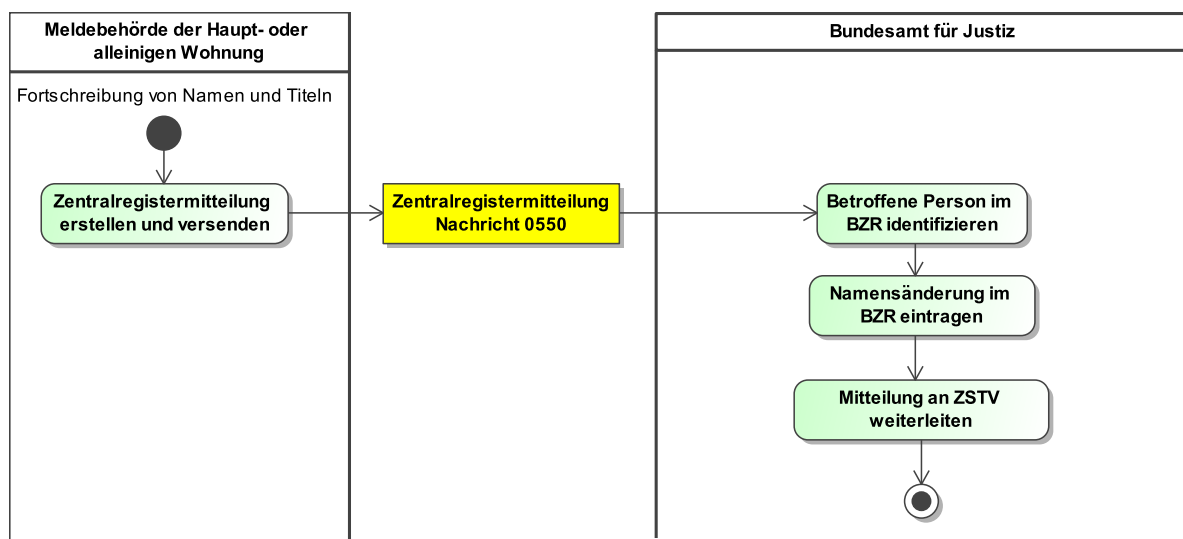 Meldebehörde der Haupt- oder
alleinigen Wohnung
Bundesamt für Justiz
Fortschreibung von Namen und Titeln
Zentralregistermitteilung
erstellen und versenden
Zentralregistermitteilung
Nachricht 0550
Betroffene Person im
BZR identifizieren
Namensänderung im
BZR eintragen
Mitteilung an ZSTV
weiterleiten